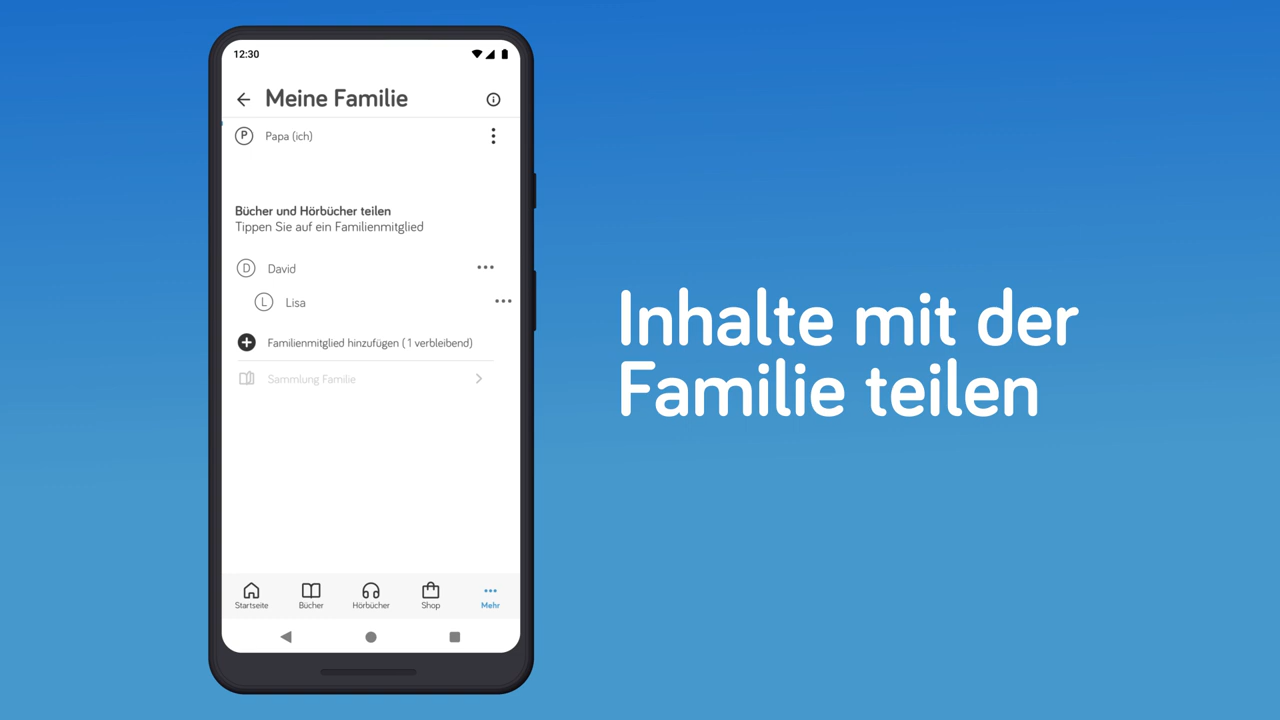 12:30
Meine Familie
P Papa (ich)
Bücher und Hörbücher teilen
Tippen Sie auf ein Familienmitglied
D David
L Lisa
Familienmitglied hinzufügen ( 1 verbleibend)
Sammlung Familie
Startseite Bücher Hörbücher Shop Mehr
Inhalte mit der
Familie teilen